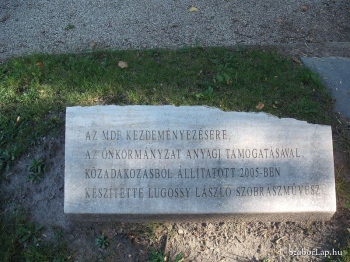 AZ MDF KEZDEMÉNYEZÉSÉRE,
AZ ÖNKORMÁNYZAT ANYAGI TÁMOGATÁSÁVAL
KÖZADAKOZÁSBÓL ÁLLÍTATOTT 2005-BEN
KÉSZÍTETTE LUGOSSY LÁSZLÓ SZOBRÁSZMŰVÉSZ
SzoborLap.hu